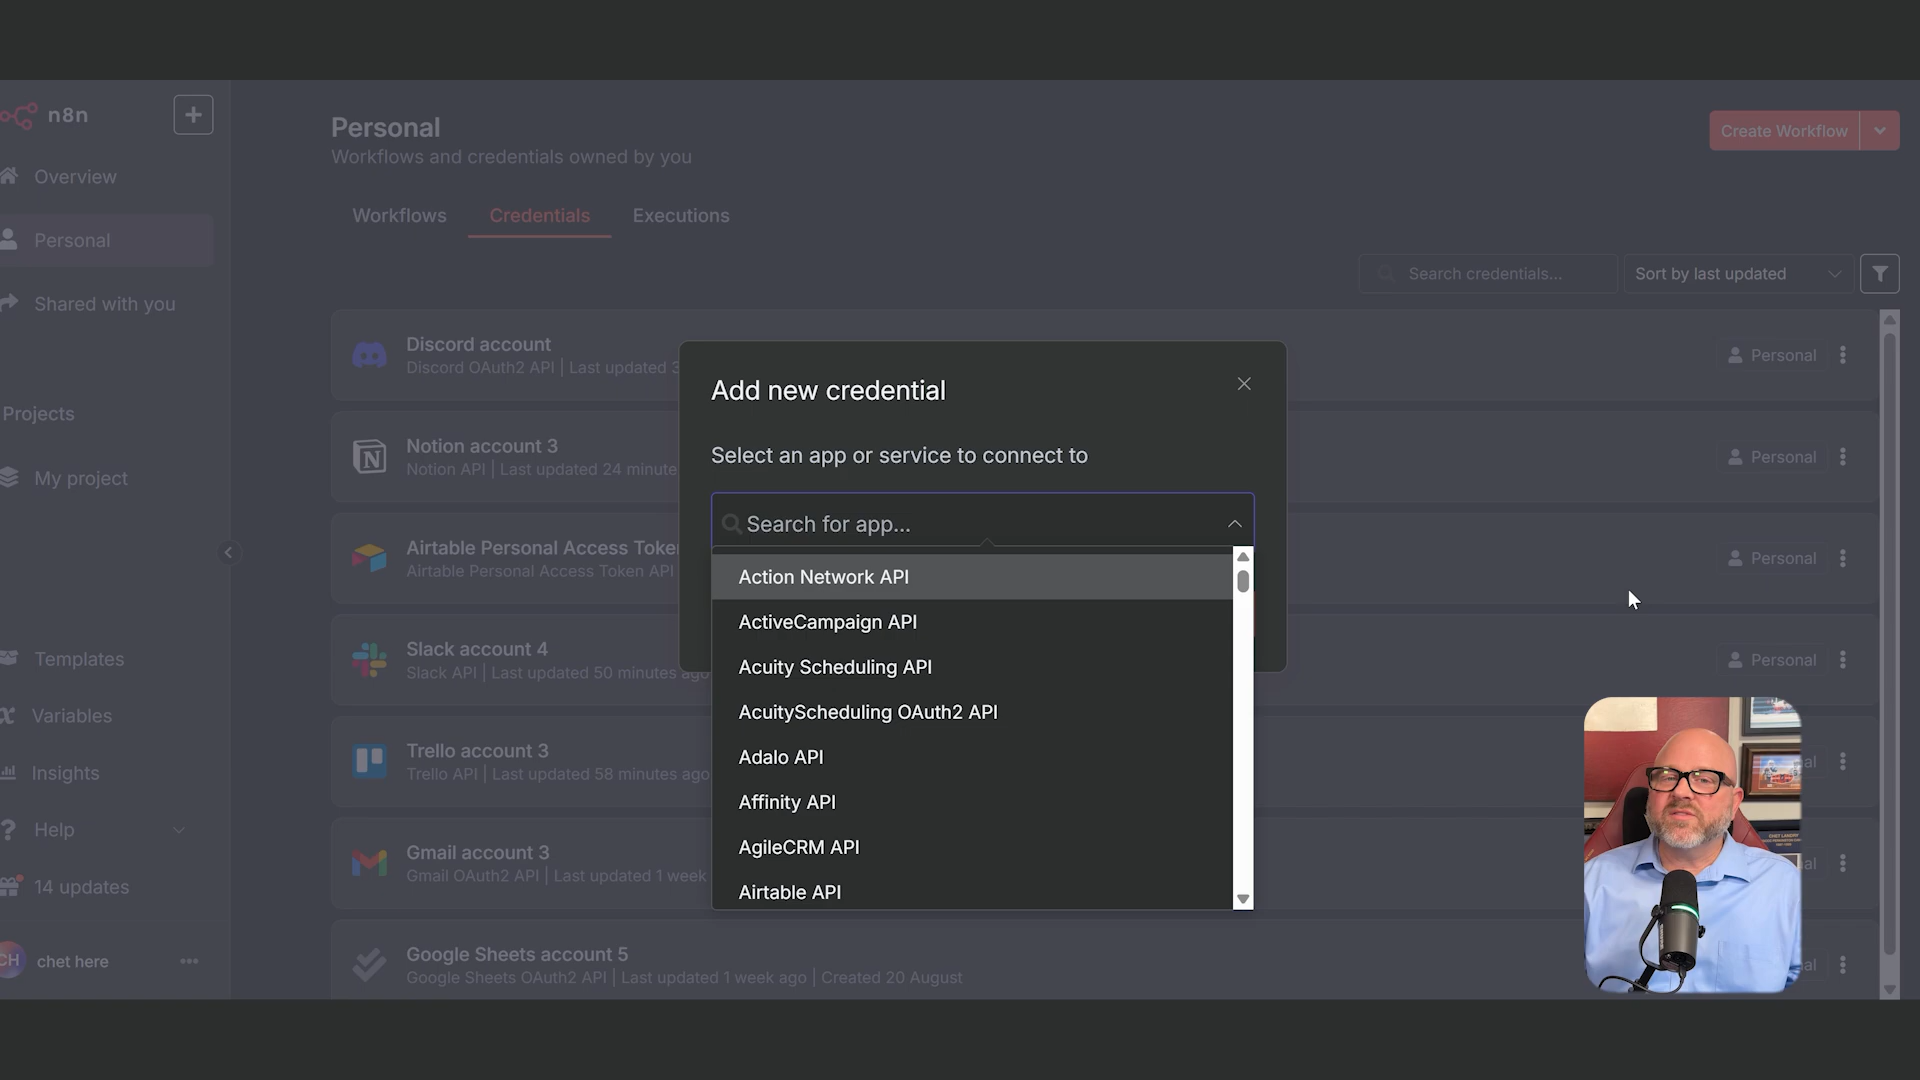 n8n
Personal
Workflows and credentials owned by you
Create Workflow
Overview
Personal
Shared with you
Projects
My project
Templates
Variables
Insights
Help
14 updates
CH
chet here
Workflows
Credentials
Executions
Search credentials...
Sort by last updated
Discord account
Discord OAuth2 API | Last updated 3
Personal
Notion account 3
Notion API | Last updated 24 minute
Personal
Airtable Personal Access Toke
Airtable Personal Access Token API
Personal
Slack account 4
Slack API | Last updated 50 minutes ago
Personal
Trello account 3
Trello API | Last updated 58 minutes ago
al
Gmail account 3
Gmail OAuth2 API | Last updated 1 week
al
Google Sheets account 5
Google Sheets OAuth2 API | Last updated 1 week ago | Created 20 August
al
Add new credential
Select an app or service to connect to
Search for app...
Action Network API
ActiveCampaign API
Acuity Scheduling API
AcuityScheduling OAuth2 API
Adalo API
Affinity API
AgileCRM API
Airtable API
CHET LANDRY